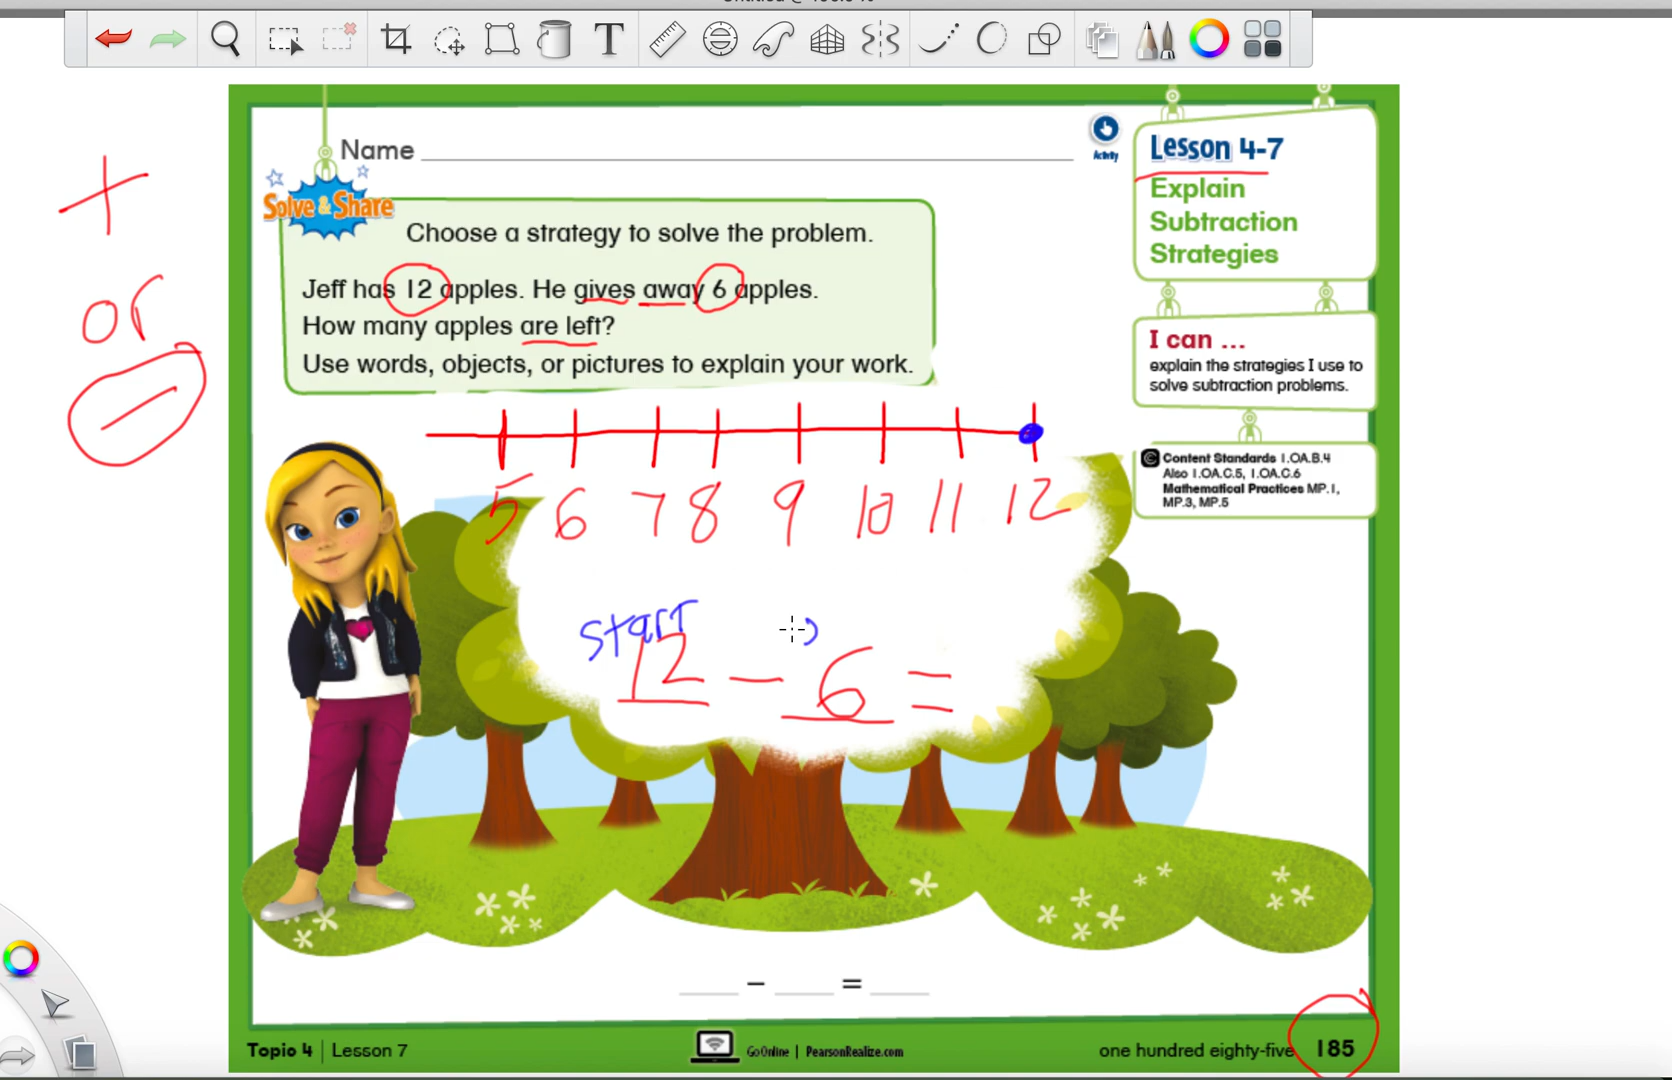 Name
Activity
Lesson 4-7
Explain
Subtraction
Strategies
Solve & Share
Choose a strategy to solve the problem.
Jeff has 12 apples. He gives away 6 apples.
How many apples are left?
Use words, objects, or pictures to explain your work.
+
or
−
I can ...
explain the strategies I use to
solve subtraction problems.
Content Standards 1.OA.B.4
Also 1.OA.C.5, 1.OA.C.6
Mathematical Practices MP.1,
MP.3, MP.5
5 6 7 8 9 10 11 12
start
12 − 6 =
− =
Topic 4 | Lesson 7
Go Online | PearsonRealize.com
one hundred eighty-five 185